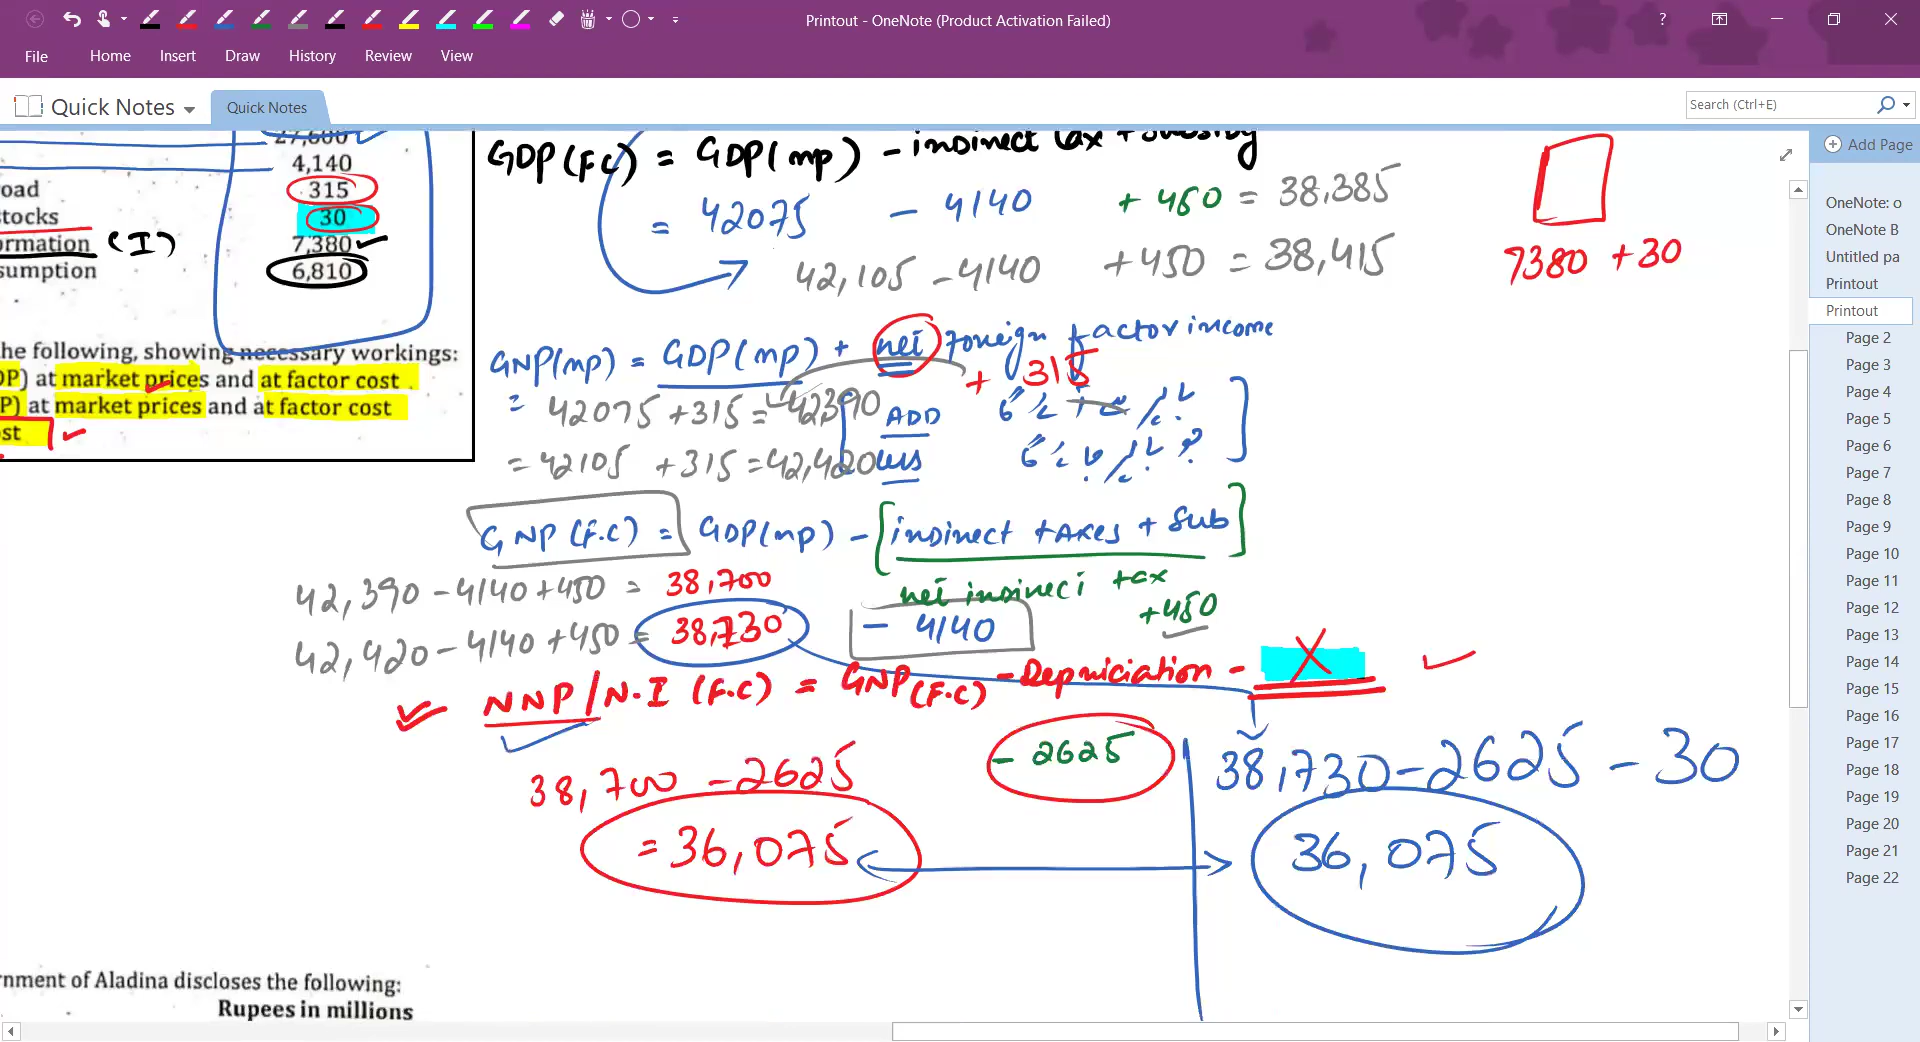 Printout - OneNote (Product Activation Failed)
?
File Home Insert Draw History Review View
Quick Notes
Quick Notes
Search (Ctrl+E)
Add Page
OneNote: o
OneNote B
Untitled pa
Printout
Printout
Page 2
Page 3
Page 4
Page 5
Page 6
Page 7
Page 8
Page 9
Page 10
Page 11
Page 12
Page 13
Page 14
Page 15
Page 16
Page 17
Page 18
Page 19
Page 20
Page 21
Page 22
27,600
4,140
road 315
stocks 30
rmation (I) 7,380
sumption 6,810
he following, showing necessary workings:
DP) at market prices and at factor cost
P) at market prices and at factor cost
st
GDP (F.C) = GDP(mp) - indirect tax +
= 42075 - 4140 + 450 = 38,385
42,105 - 4140 + 450 = 38,415
7380 + 30
GNP(mp) = GDP(mp) + net foreign factor income
+ 315
= 42075 + 315 = 42,390
ADD
= 42105 + 315 = 42,420
GNP (F.C) = GDP(mp) - [indirect taxes + Sub]
net indirect tax
42,390 - 4140 + 450 = 38,700
+450
- 4140
42,420 - 4140 + 450 = 38,730
NNP/N.I (F.C) = GNP(F.C) - Depriciation - X
- 2625
38,700 - 2625
38,730 - 2625 - 30
= 36,075
36,075
rnment of Aladina discloses the following:
Rupees in millions